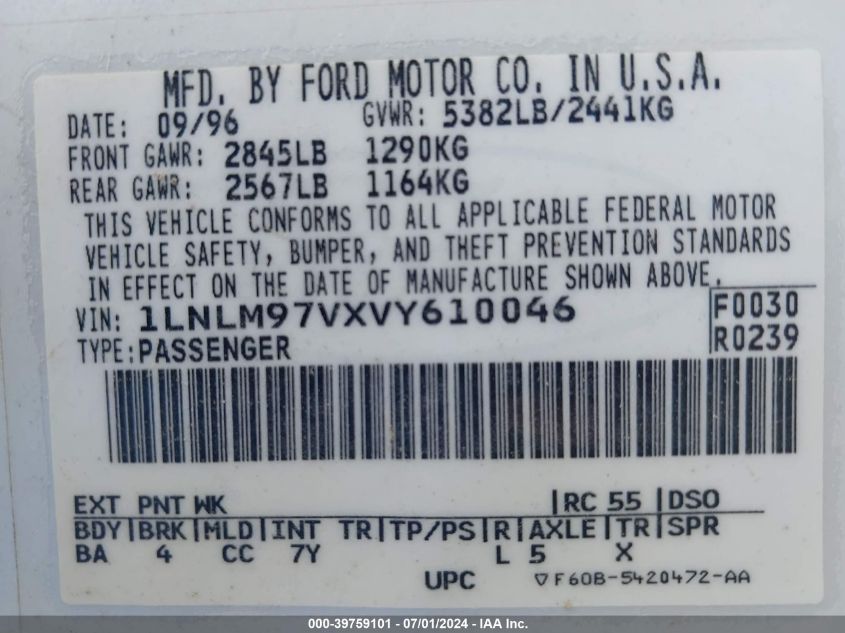 MFD. BY FORD MOTOR CO. IN U.S.A.
DATE: 09/96 GVWR: 5382LB/2441KG
FRONT GAWR: 2845LB 1290KG
REAR GAWR: 2567LB 1164KG
THIS VEHICLE CONFORMS TO ALL APPLICABLE FEDERAL MOTOR
VEHICLE SAFETY, BUMPER, AND THEFT PREVENTION STANDARDS
IN EFFECT ON THE DATE OF MANUFACTURE SHOWN ABOVE.
VIN: 1LNLM97VXVY610046 F0030
TYPE: PASSENGER R0239
EXT PNT WK RC 55 DSO
BDY BRK MLD INT TR TP/PS R AXLE TR SPR
BA 4 CC 7Y L 5 X
UPC ▽F60B-5420472-AA
000-39759101 - 07/01/2024 - IAA Inc.